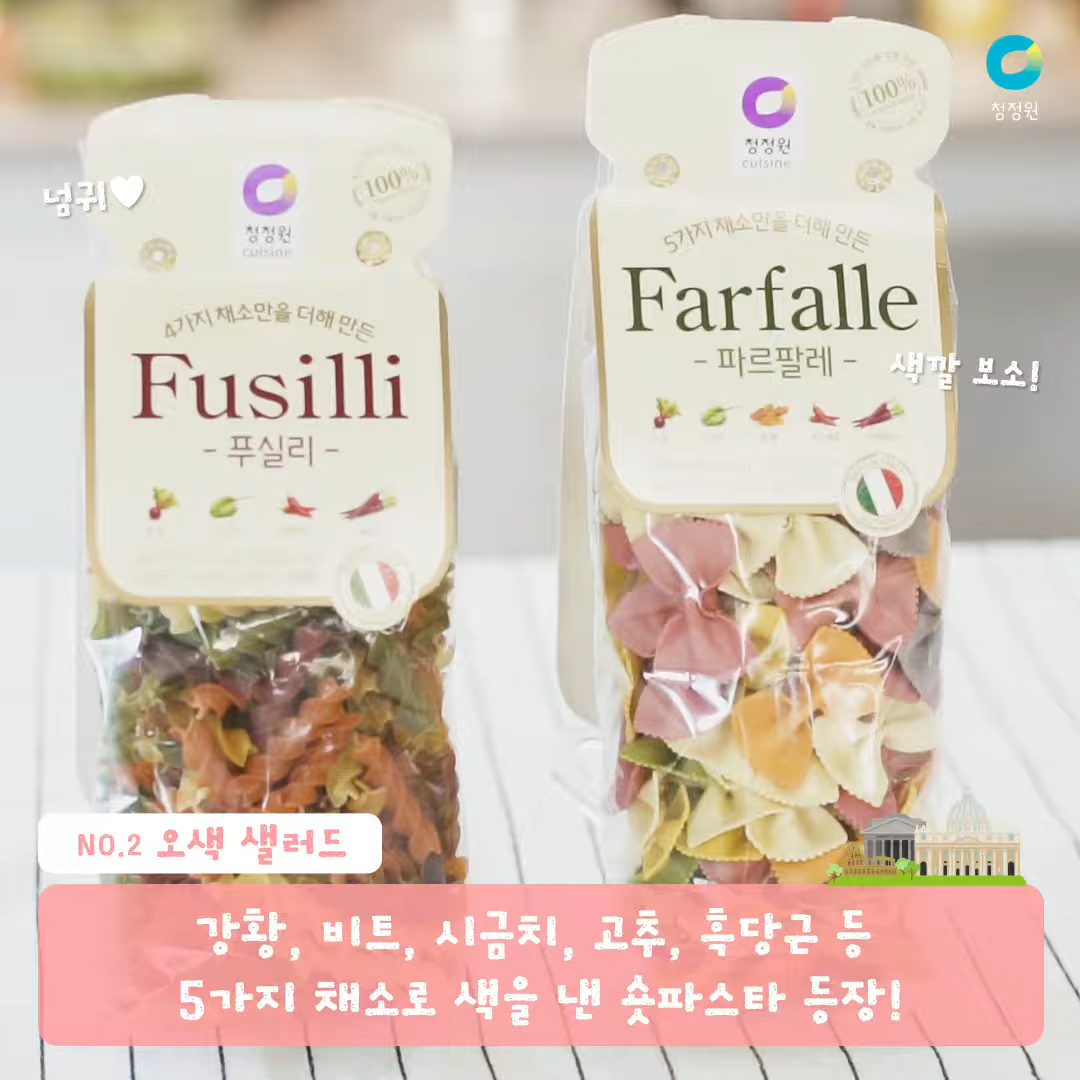 청정원
넘귀♥
청정원
cuisine
100%
4가지 채소만을 더해 만든
Fusilli
- 푸실리 -
청정원
cuisine
100%
5가지 채소만을 더해 만든
Farfalle
- 파르팔레 -
색깔 보소!
NO.2 오색 샐러드
강황, 비트, 시금치, 고추, 흑당근 등
5가지 채소로 색을 낸 숏파스타 등장!